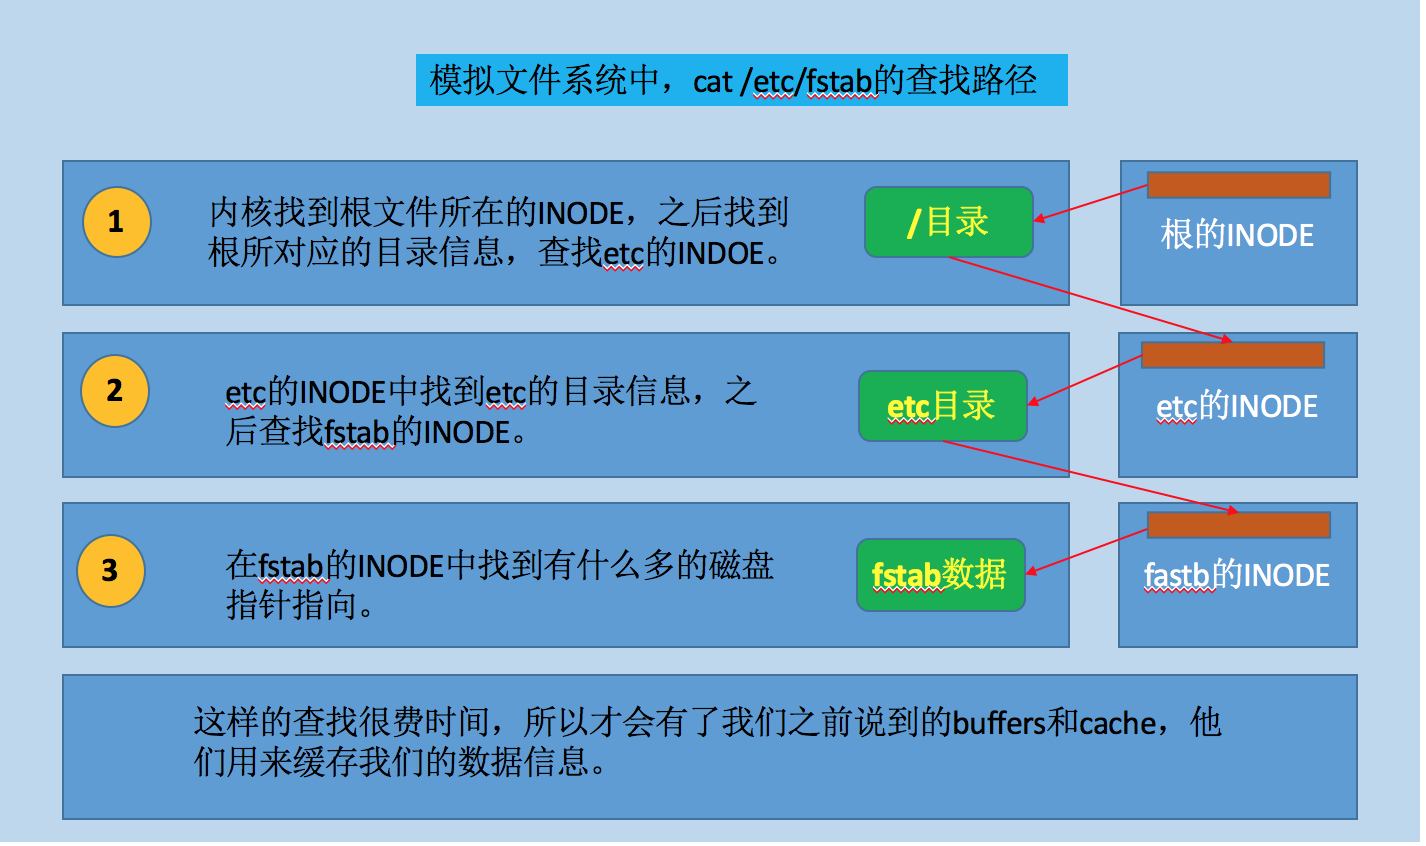 模拟文件系统中，cat /etc/fstab的查找路径
1
内核找到根文件所在的INODE，之后找到
根所对应的目录信息，查找etc的INDOE。
/目录
根的INODE
2
etc的INODE中找到etc的目录信息，之
后查找fstab的INODE。
etc目录
etc的INODE
3
在fstab的INODE中找到有什么多的磁盘
指针指向。
fstab数据
fastb的INODE
这样的查找很费时间，所以才会有了我们之前说到的buffers和cache，他
们用来缓存我们的数据信息。